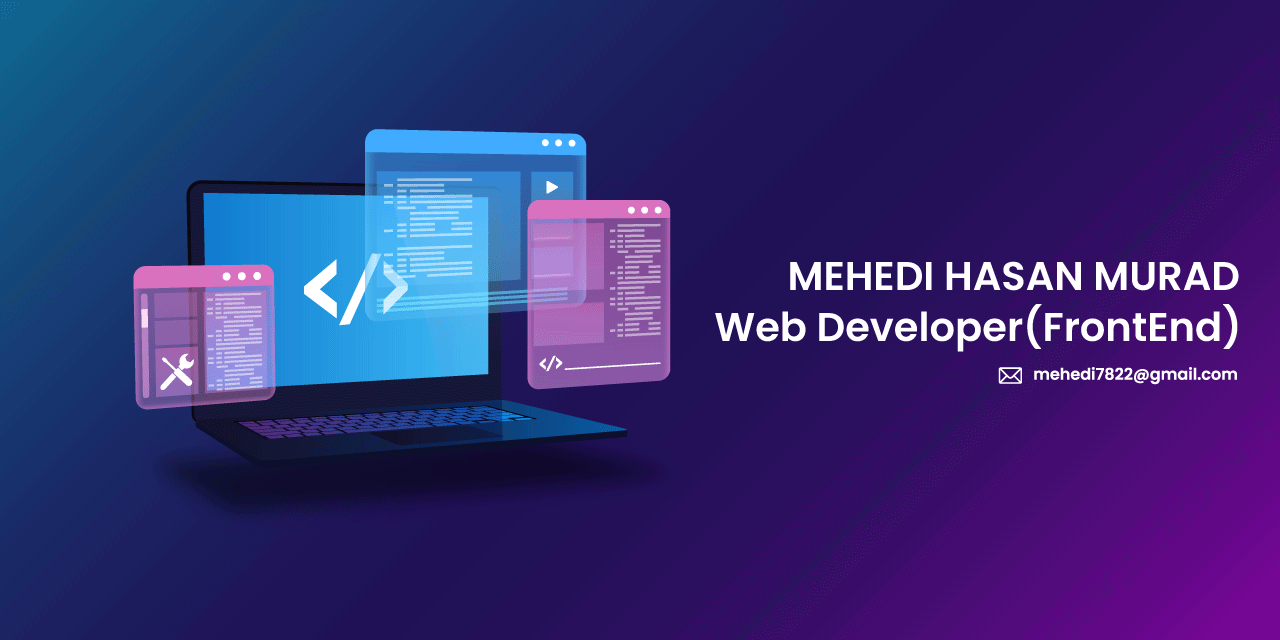 </>
</>
MEHEDI HASAN MURAD
Web Developer(FrontEnd)
mehedi7822@gmail.com